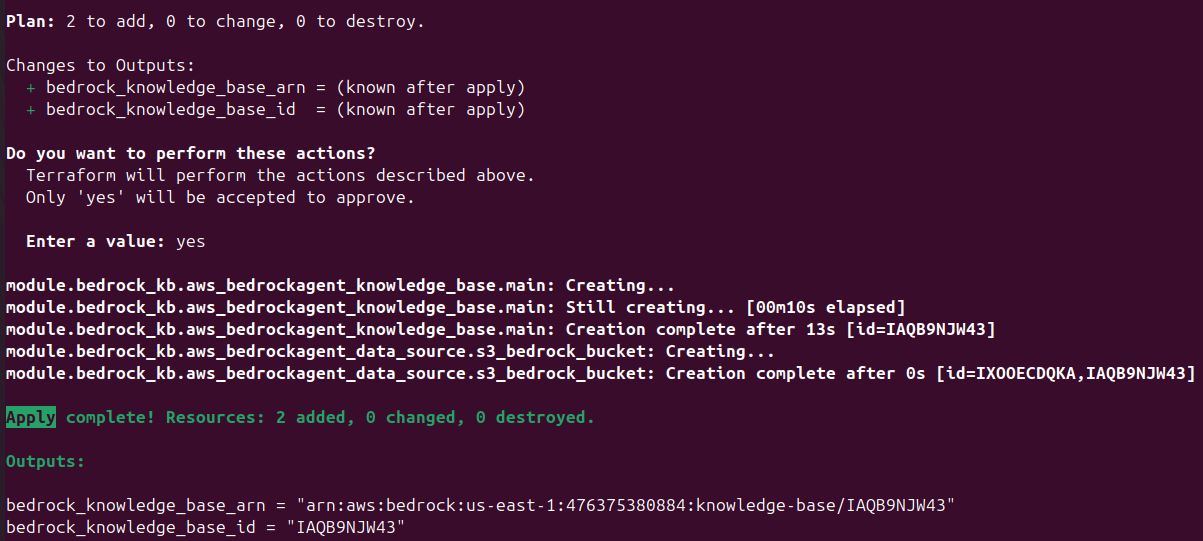 Plan: 2 to add, 0 to change, 0 to destroy.
Changes to Outputs:
+ bedrock_knowledge_base_arn = (known after apply)
+ bedrock_knowledge_base_id  = (known after apply)
Do you want to perform these actions?
Terraform will perform the actions described above.
Only 'yes' will be accepted to approve.
Enter a value: yes
module.bedrock_kb.aws_bedrockagent_knowledge_base.main: Creating...
module.bedrock_kb.aws_bedrockagent_knowledge_base.main: Still creating... [00m10s elapsed]
module.bedrock_kb.aws_bedrockagent_knowledge_base.main: Creation complete after 13s [id=IAQB9NJW43]
module.bedrock_kb.aws_bedrockagent_data_source.s3_bedrock_bucket: Creating...
module.bedrock_kb.aws_bedrockagent_data_source.s3_bedrock_bucket: Creation complete after 0s [id=IXOOECDQKA,IAQB9NJW43]
Apply complete! Resources: 2 added, 0 changed, 0 destroyed.
Outputs:
bedrock_knowledge_base_arn = "arn:aws:bedrock:us-east-1:476375380884:knowledge-base/IAQB9NJW43"
bedrock_knowledge_base_id = "IAQB9NJW43"